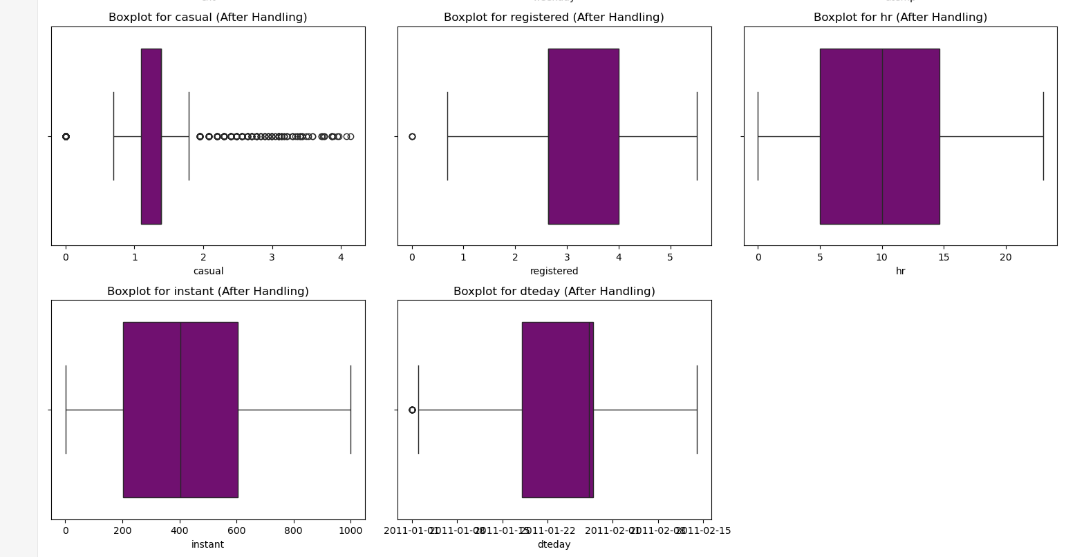 Boxplot for casual (After Handling) Boxplot for registered (After Handling) Boxplot for hr (After Handling)
0 1 2 3 4 0 1 2 3 4 5 0 5 10 15 20
casual registered hr
Boxplot for instant (After Handling) Boxplot for dteday (After Handling)
0 200 400 600 800 1000 2011-01-22 2011-02-15
instant dteday